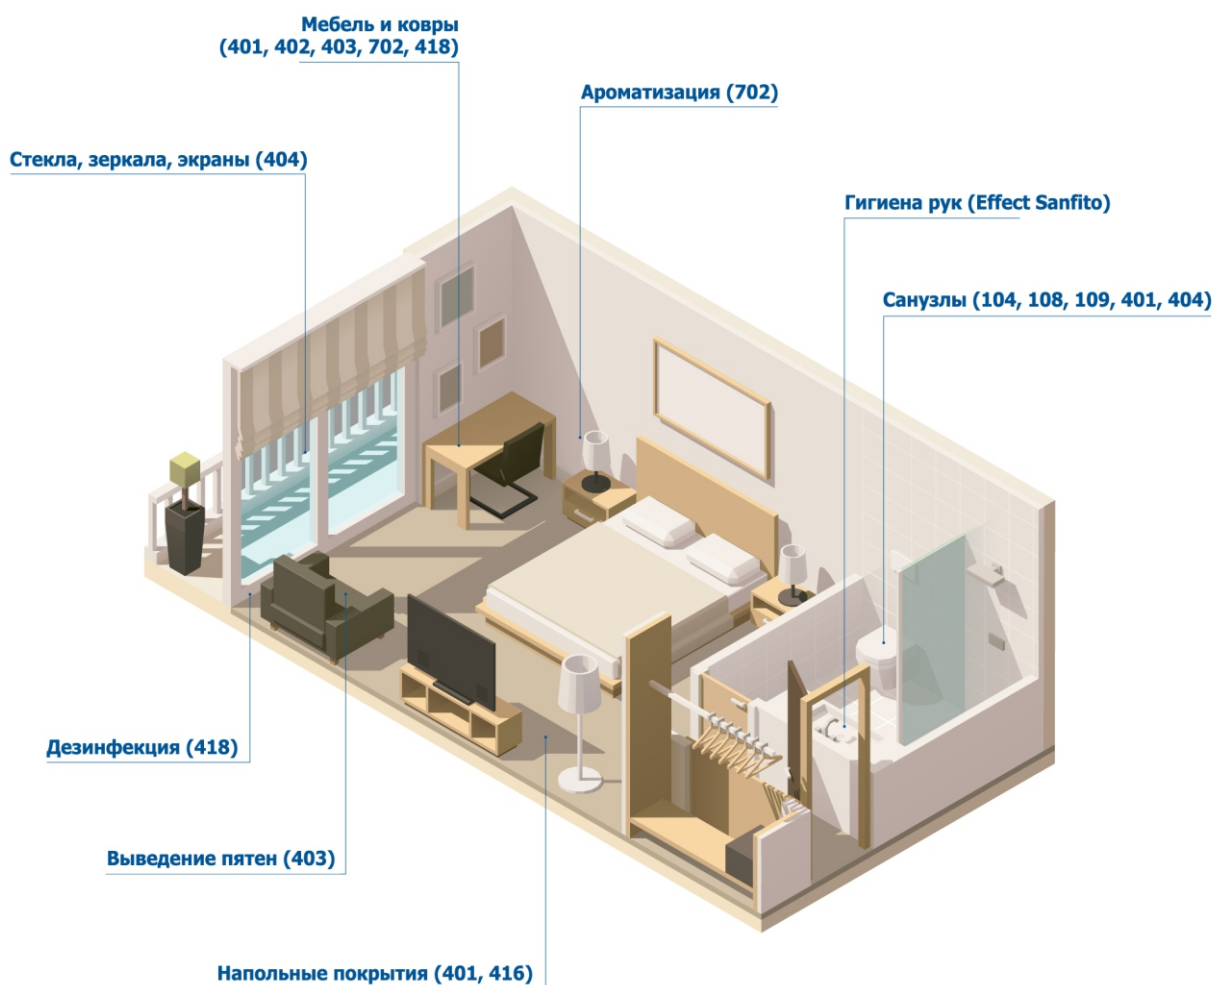 Мебель и ковры
(401, 402, 403, 702, 418)
Ароматизация (702)
Стекла, зеркала, экраны (404)
Гигиена рук (Effect Sanfito)
Санузлы (104, 108, 109, 401, 404)
Дезинфекция (418)
Выведение пятен (403)
Напольные покрытия (401, 416)